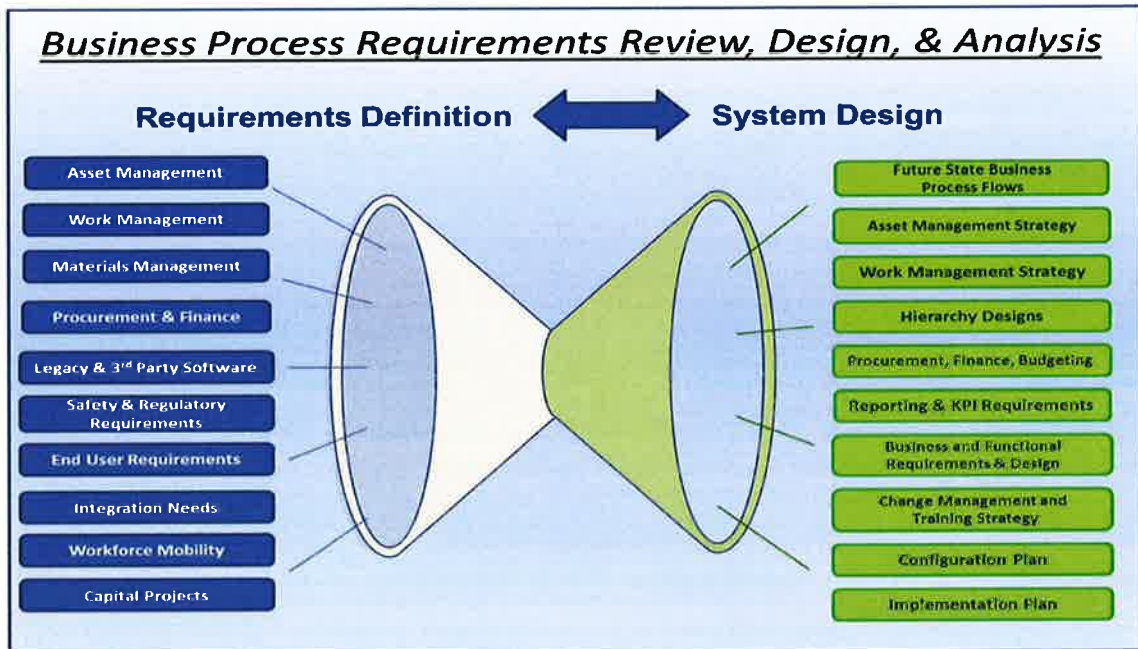 Business Process Requirements Review, Design, & Analysis
Requirements Definition
System Design
Asset Management
Work Management
Materials Management
Procurement & Finance
Legacy & 3rd Party Software
Safety & Regulatory
Requirements
End User Requirements
Integration Needs
Workforce Mobility
Capital Projects
Future State Business
Process Flows
Asset Management Strategy
Work Management Strategy
Hierarchy Designs
Procurement, Finance, Budgeting
Reporting & KPI Requirements
Business and Functional
Requirements & Design
Change Management and
Training Strategy
Configuration Plan
Implementation Plan